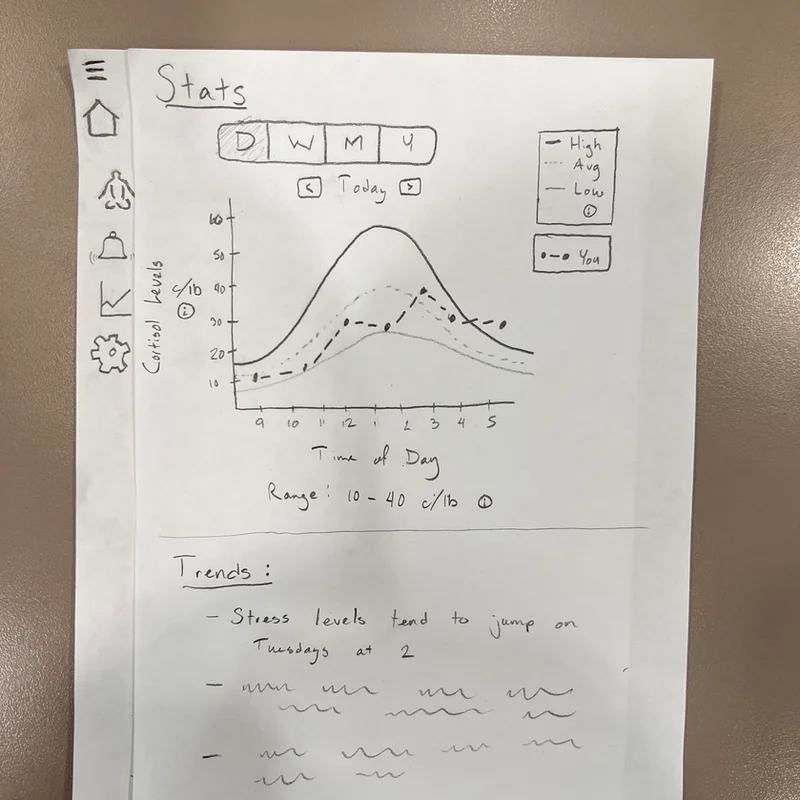 Stats
D W M Y
< Today >
High
Avg
Low
i
You
Cortisol Levels
c/lb
i
60
50
40
30
20
10
9 10 11 12 1 2 3 4 5
Time of Day
Range: 10 - 40 c/lb i
Trends:
- Stress levels tend to jump on
Tuesdays at 2